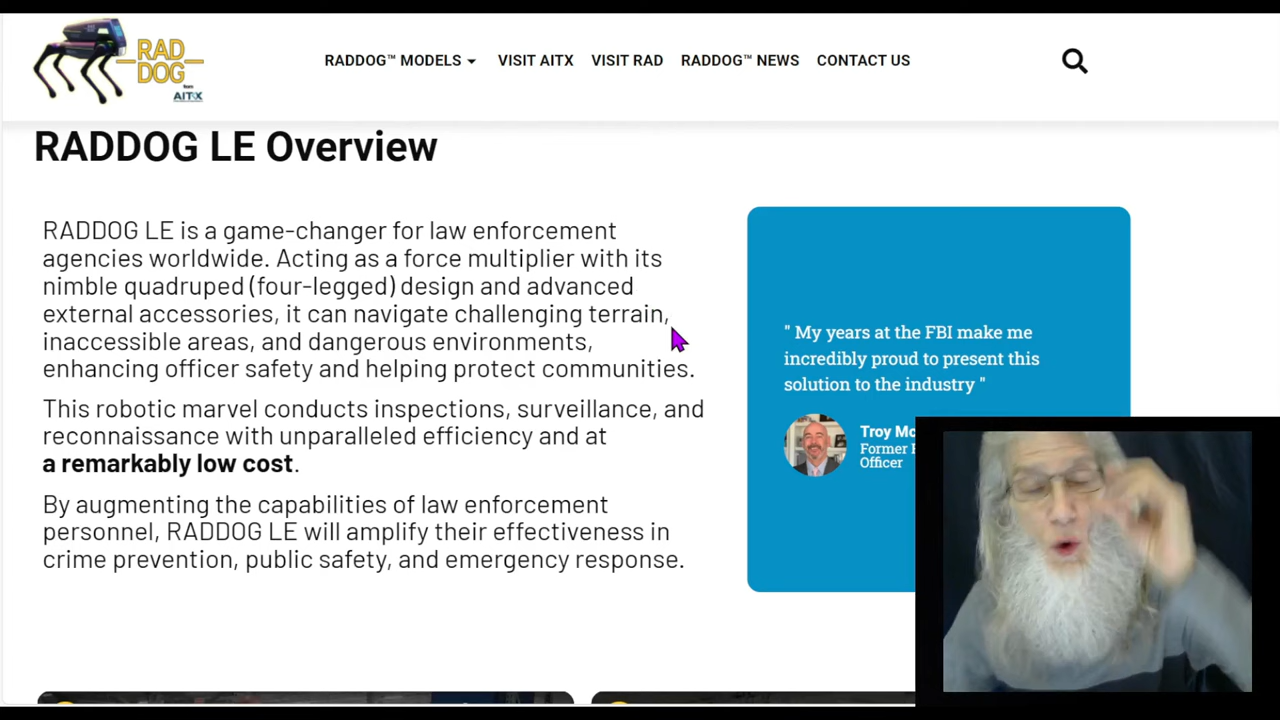 RAD
DOG
from
AITX
RADDOG™ MODELS
VISIT AITX
VISIT RAD
RADDOG™ NEWS
CONTACT US
RADDOG LE Overview
RADDOG LE is a game-changer for law enforcement
agencies worldwide. Acting as a force multiplier with its
nimble quadruped (four-legged) design and advanced
external accessories, it can navigate challenging terrain,
inaccessible areas, and dangerous environments,
enhancing officer safety and helping protect communities.
This robotic marvel conducts inspections, surveillance, and
reconnaissance with unparalleled efficiency and at
a remarkably low cost.
By augmenting the capabilities of law enforcement
personnel, RADDOG LE will amplify their effectiveness in
crime prevention, public safety, and emergency response.
" My years at the FBI make me
incredibly proud to present this
solution to the industry "
Troy
Former
Officer